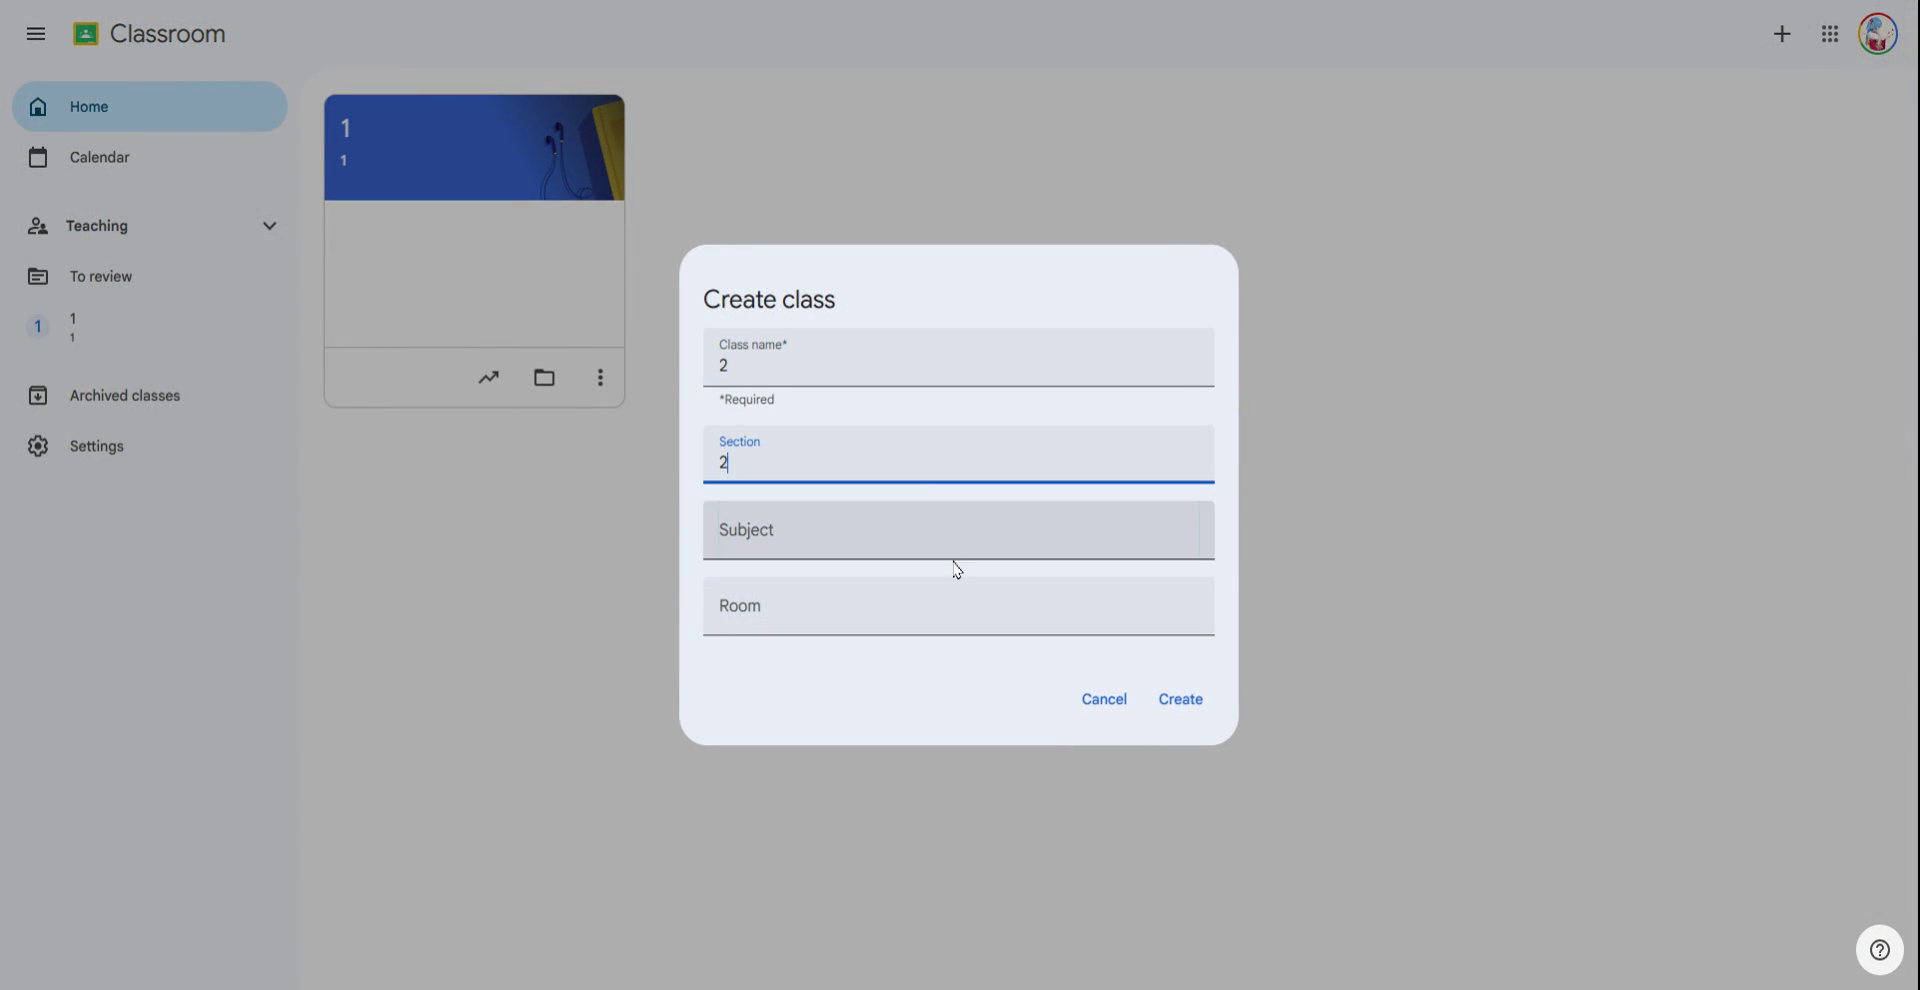 Classroom
Home
Calendar
Teaching
To review
1
1
1
Archived classes
Settings
1
1
Create class
Class name*
2
*Required
Section
2
Subject
Room
Cancel
Create